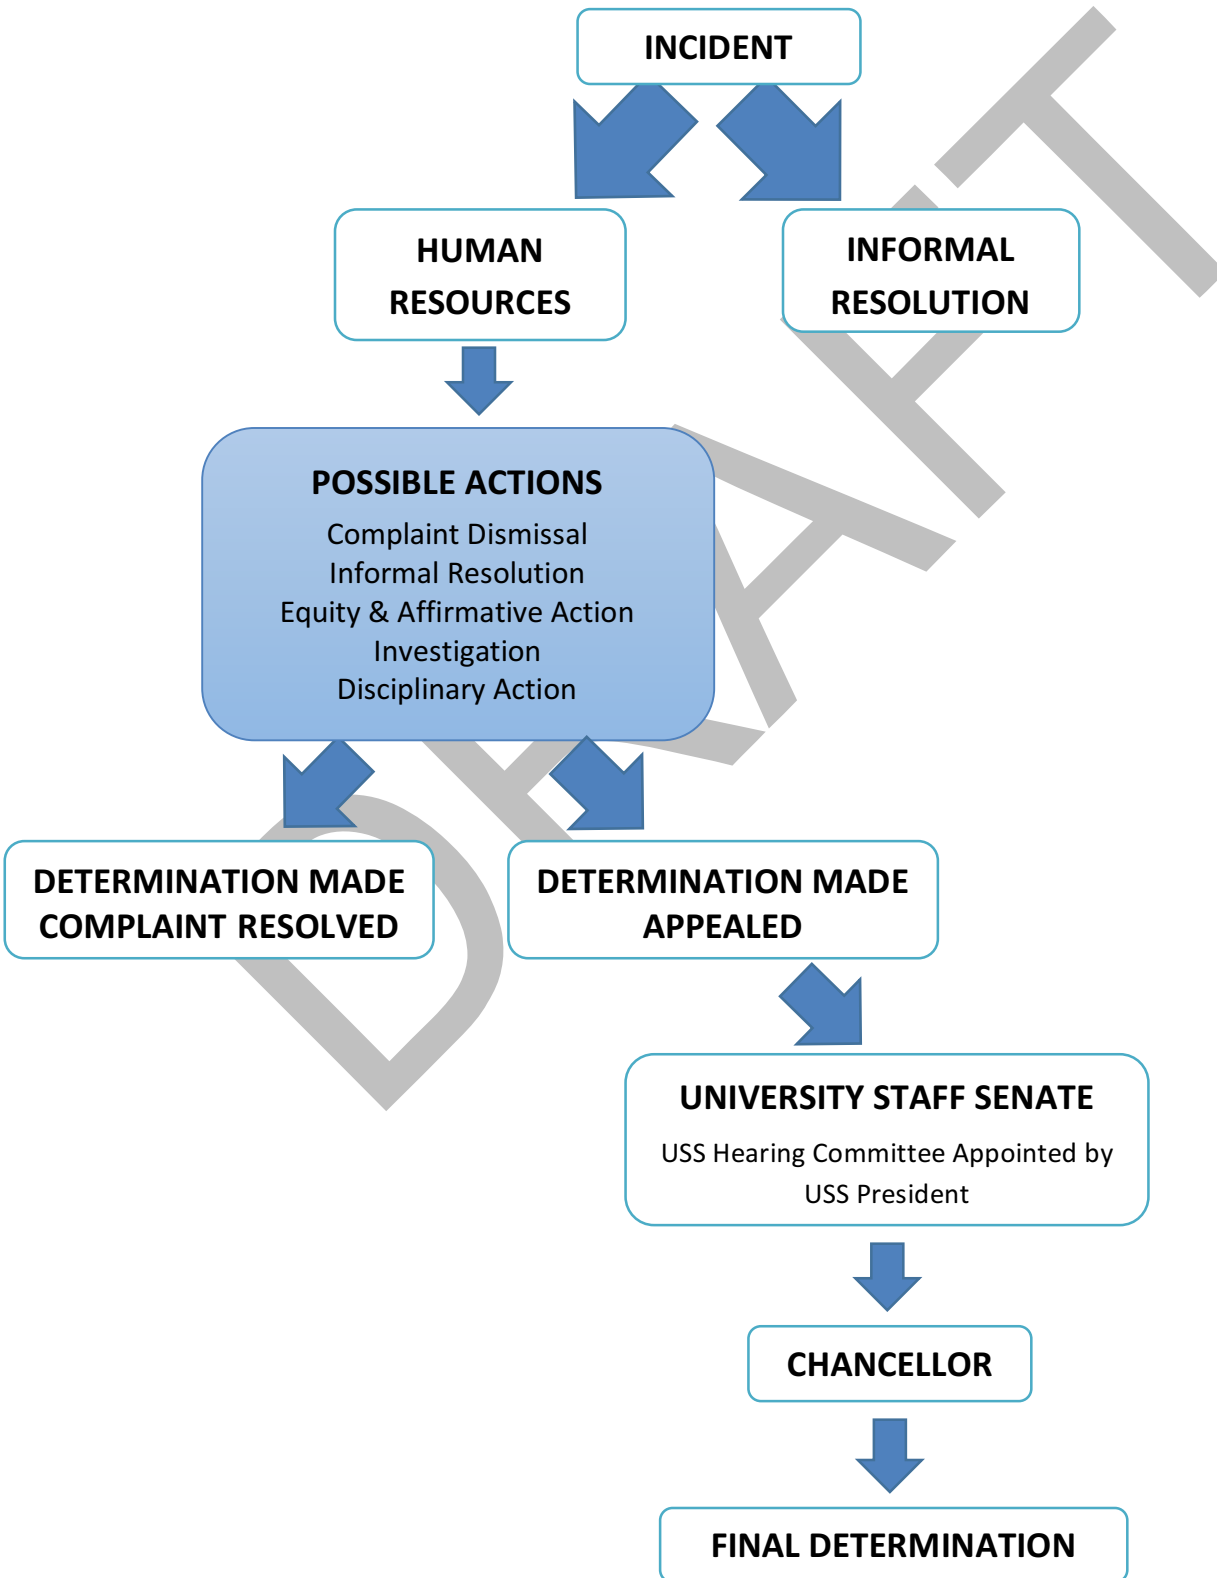 INCIDENT
HUMAN
RESOURCES
INFORMAL
RESOLUTION
POSSIBLE ACTIONS
Complaint Dismissal
Informal Resolution
Equity & Affirmative Action
Investigation
Disciplinary Action
DETERMINATION MADE
COMPLAINT RESOLVED
DETERMINATION MADE
APPEALED
UNIVERSITY STAFF SENATE
USS Hearing Committee Appointed by
USS President
CHANCELLOR
FINAL DETERMINATION
DRAFT